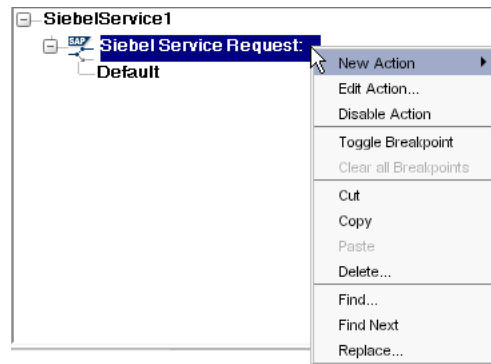 SiebelService1
SAP Siebel Service Request:
Default
New Action
Edit Action...
Disable Action
Toggle Breakpoint
Clear all Breakpoints
Cut
Copy
Paste
Delete...
Find...
Find Next
Replace...